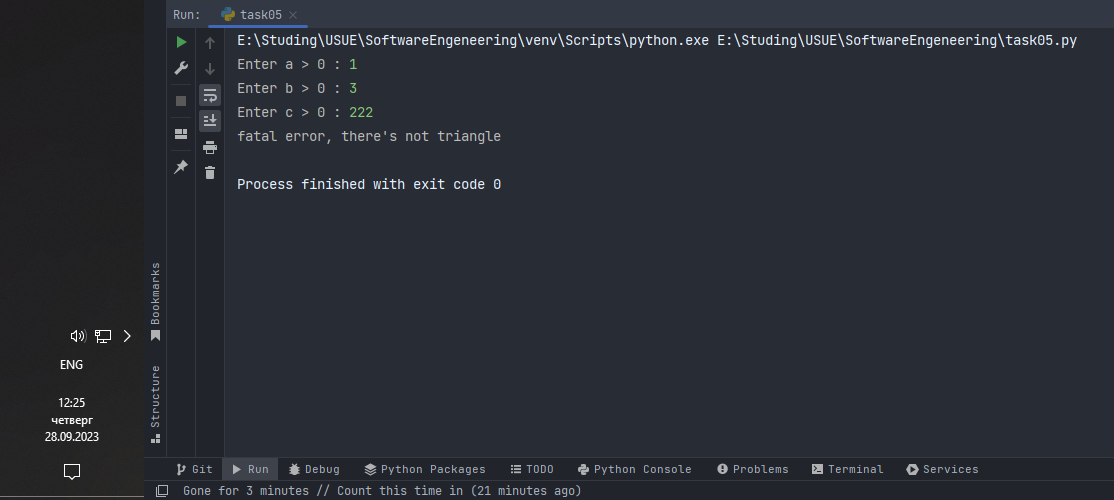 Run: task05
E:\Studing\USUE\SoftwareEngeneering\venv\Scripts\python.exe E:\Studing\USUE\SoftwareEngeneering\task05.py
Enter a > 0 : 1
Enter b > 0 : 3
Enter c > 0 : 222
fatal error, there's not triangle
Process finished with exit code 0
Bookmarks
Structure
ENG
12:25
четверг
28.09.2023
Git Run Debug Python Packages TODO Python Console Problems Terminal Services
Gone for 3 minutes // Count this time in (21 minutes ago)